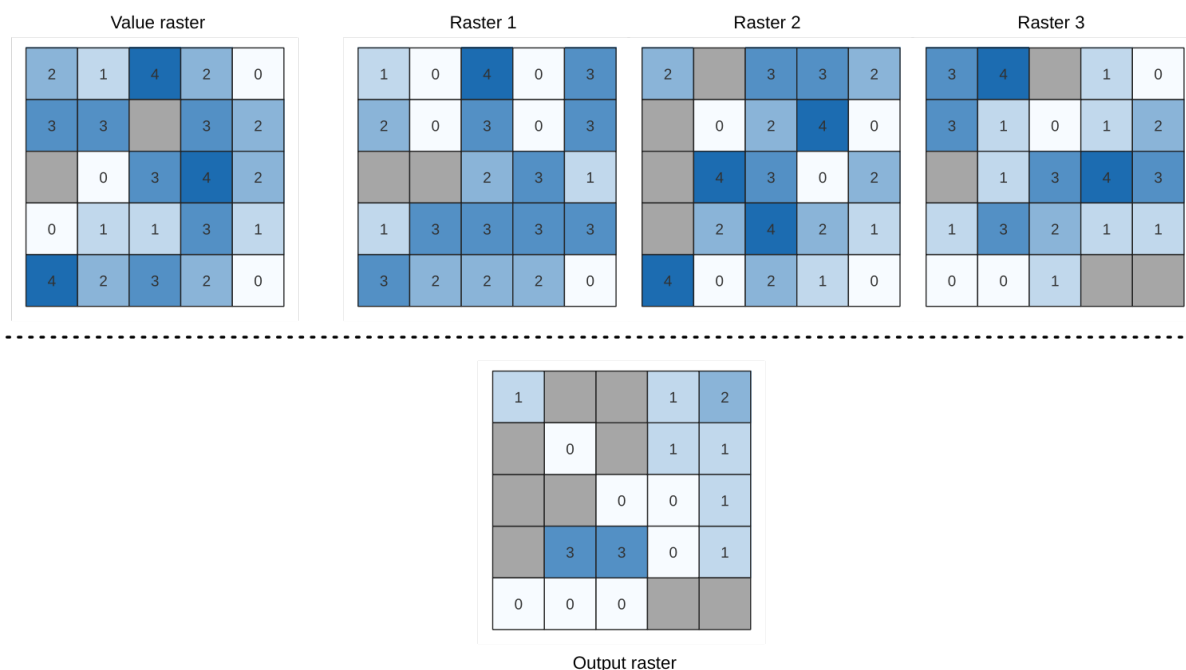 Value raster Raster 1 Raster 2 Raster 3
2 1 4 2 0 1 0 4 0 3 2 3 3 2 3 4 1 0
3 3 3 2 2 0 3 0 3 0 2 4 0 3 1 0 1 2
0 3 4 2 2 3 1 4 3 0 2 1 3 4 3
0 1 1 3 1 1 3 3 3 3 2 4 2 1 1 3 2 1 1
4 2 3 2 0 3 2 2 2 0 4 0 2 1 0 0 0 1
1 1 2
0 1 1
0 0 1
3 3 0 1
0 0 0
Output raster